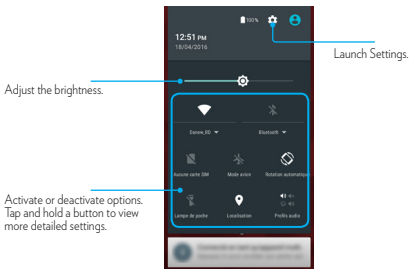 100%
12:51 PM
18/04/2016
Launch Settings.
Adjust the brightness.
Danew_RD
Bluetooth
Aucune carte SIM
Mode avion
Rotation automatique
Activate or deactivate options.
Tap and hold a button to view
more detailed settings.
Lampe de poche
Localisation
Profils audio